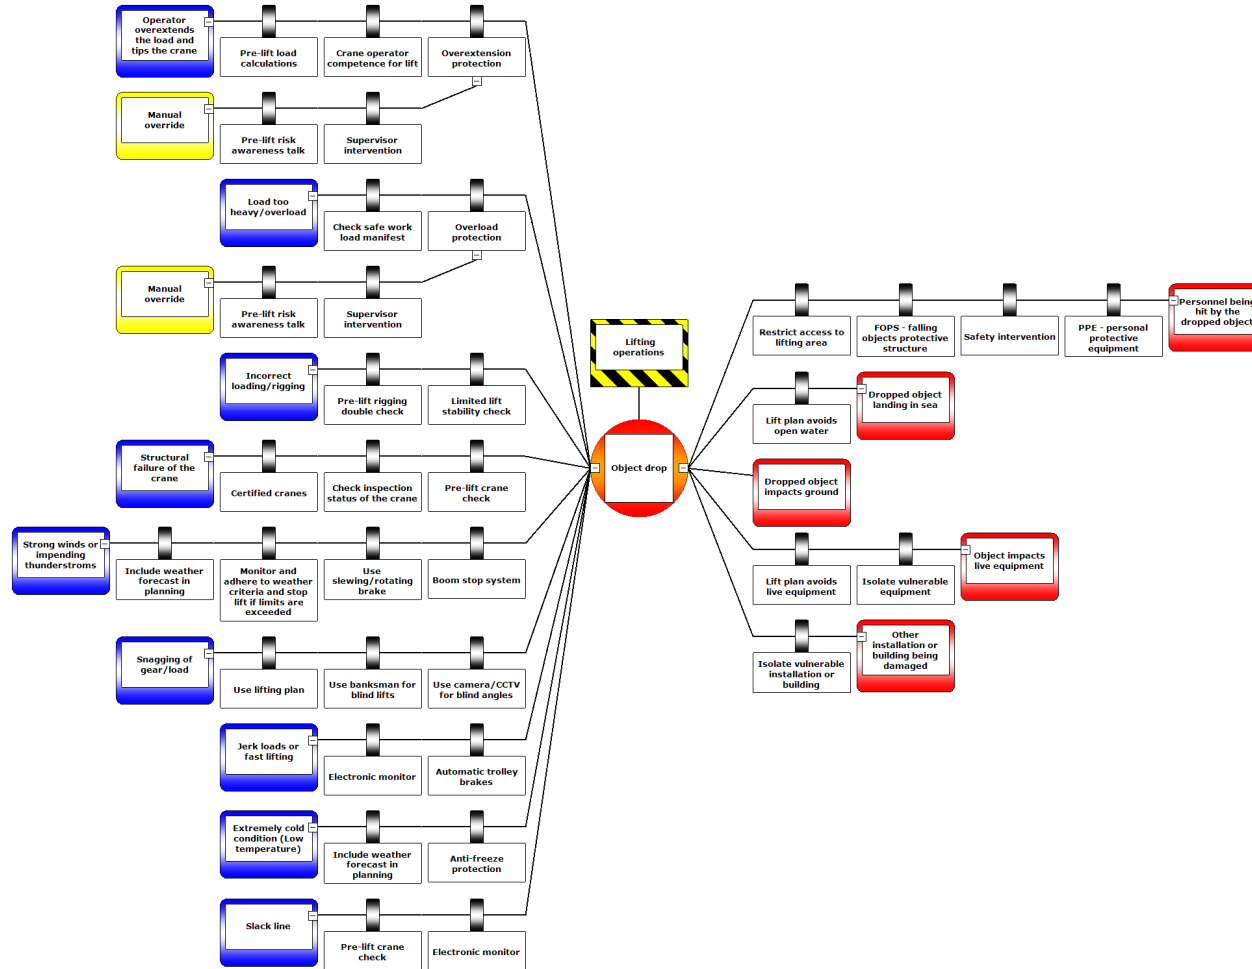 Operator
overextends
the load and
tips the crane
Pre-lift load
calculations
Crane operator
competence for lift
Overextension
protection
Manual
override
Pre-lift risk
awareness talk
Supervisor
intervention
Load too
heavy/overload
Check safe work
load manifest
Overload
protection
Manual
override
Pre-lift risk
awareness talk
Supervisor
intervention
Incorrect
loading/rigging
Pre-lift rigging
double check
Limited lift
stability check
Structural
failure of the
crane
Certified cranes
Check inspection
status of the crane
Pre-lift crane
check
Strong winds or
impending
thunderstroms
Include weather
forecast in
planning
Monitor and
adhere to weather
criteria and stop
lift if limits are
exceeded
Use
slewing/rotating
brake
Boom stop system
Snagging of
gear/load
Use lifting plan
Use banksman for
blind lifts
Use camera/CCTV
for blind angles
Jerk loads or
fast lifting
Electronic monitor
Automatic trolley
brakes
Extremely cold
condition (Low
temperature)
Include weather
forecast in
planning
Anti-freeze
protection
Slack line
Pre-lift crane
check
Electronic monitor
Lifting
operations
Object drop
Restrict access to
lifting area
FOPS - falling
objects protective
structure
Safety intervention
PPE - personal
protective
equipment
Personnel being
hit by the
dropped object
Lift plan avoids
open water
Dropped object
landing in sea
Dropped object
impacts ground
Lift plan avoids
live equipment
Isolate vulnerable
equipment
Object impacts
live equipment
Isolate vulnerable
installation or
building
Other
installation or
building being
damaged